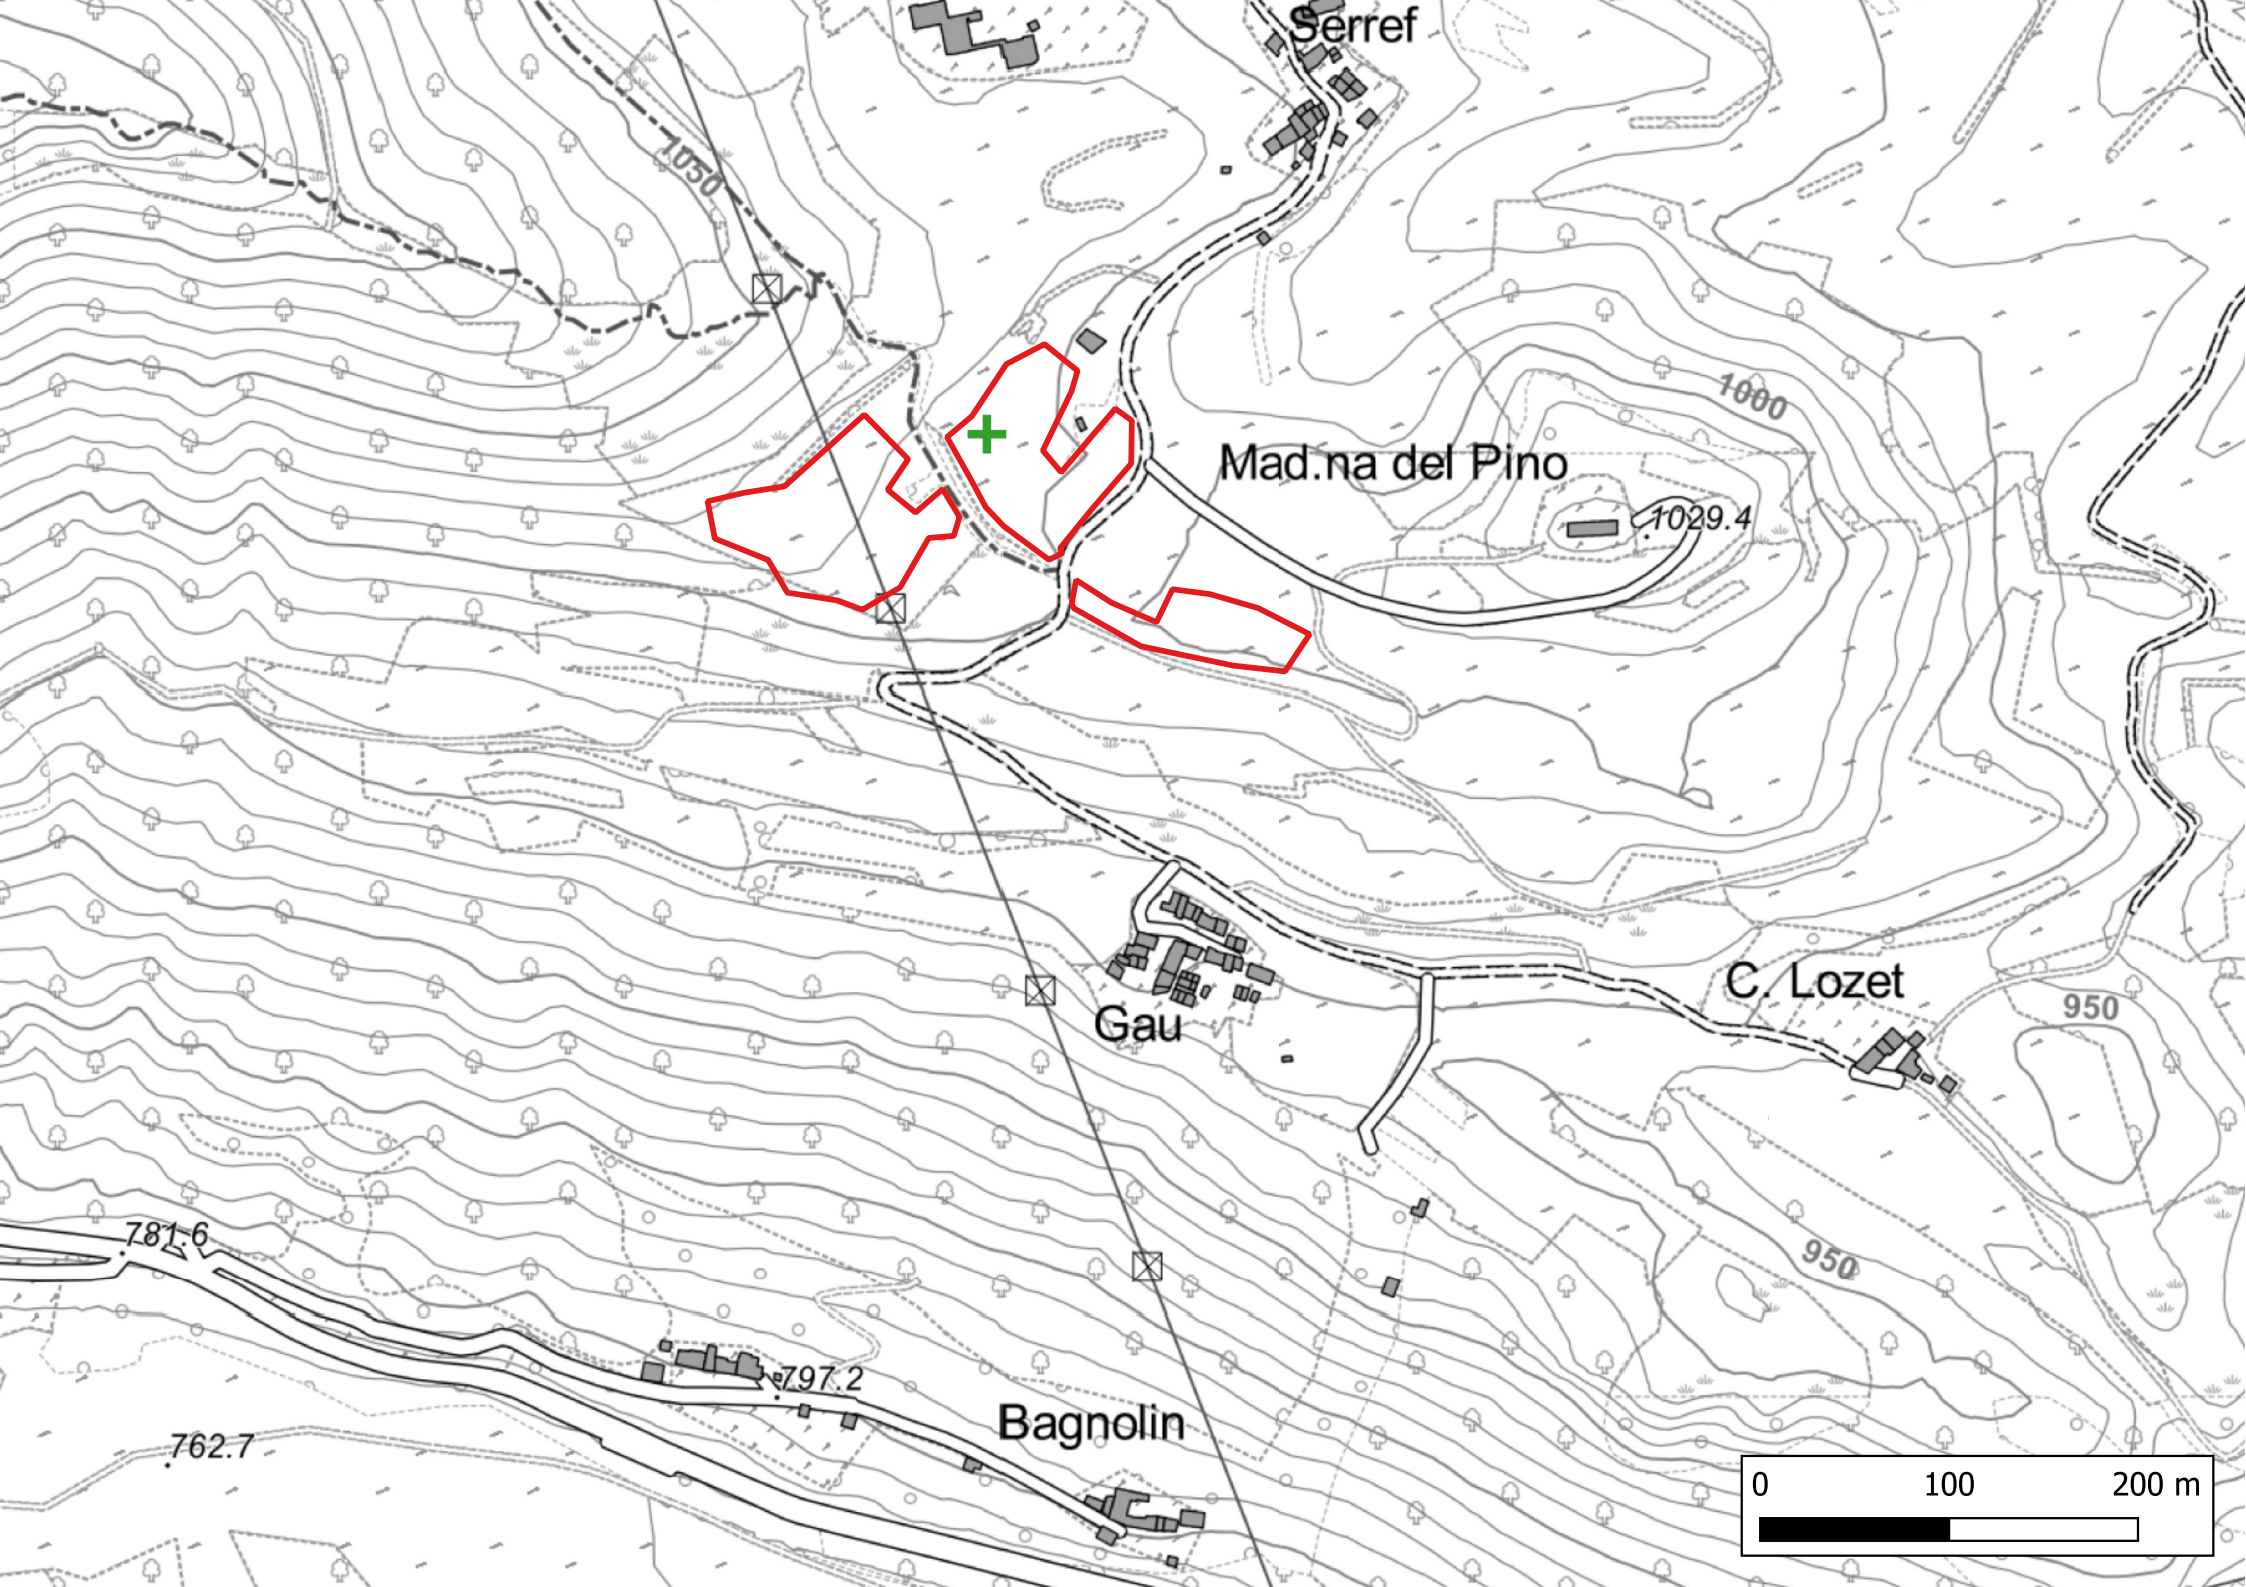 Serref
1050
1000
Mad.na del Pino
1029.4
C. Lozet
950
Gau
950
781.6
797.2
Bagnolin
762.7
0 100 200 m